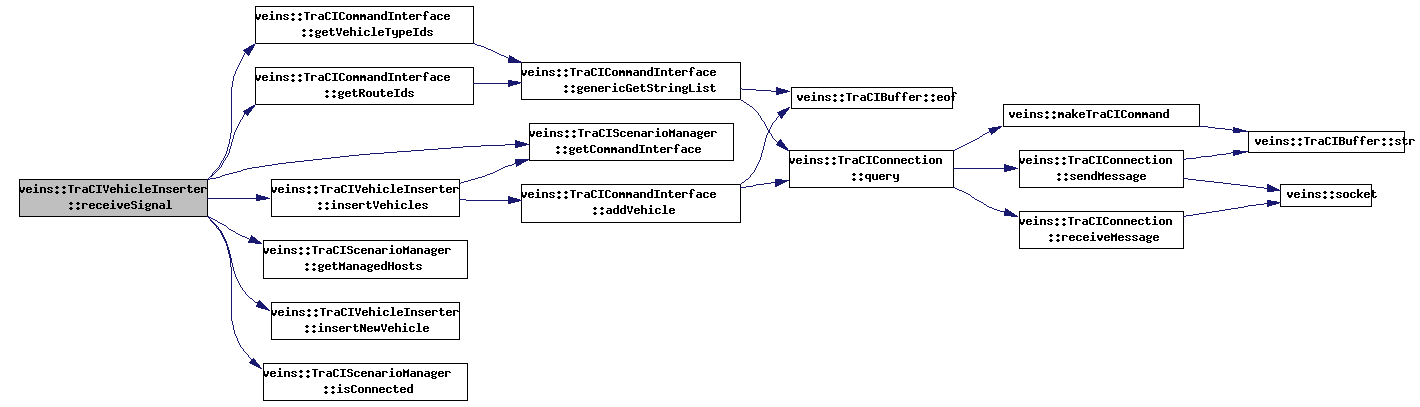 veins::TraCICommandInterface
::getVehicleTypeIds
veins::TraCICommandInterface
::getRouteIds
veins::TraCICommandInterface
::genericGetStringList
veins::TraCIBuffer::eof
veins::makeTraCICommand
veins::TraCIScenarioManager
::getCommandInterface
veins::TraCIBuffer::str
veins::TraCIConnection
::query
veins::TraCIConnection
::sendMessage
veins::TraCIVehicleInserter
::receiveSignal
veins::TraCIVehicleInserter
::insertVehicles
veins::TraCICommandInterface
::addVehicle
veins::socket
veins::TraCIConnection
::receiveMessage
veins::TraCIScenarioManager
::getManagedHosts
veins::TraCIVehicleInserter
::insertNewVehicle
veins::TraCIScenarioManager
::isConnected